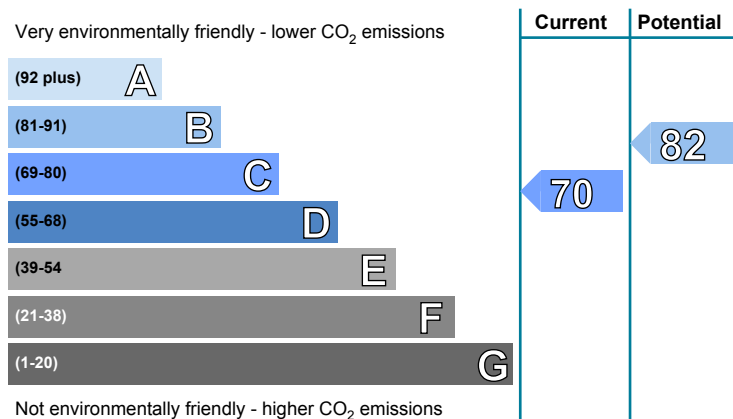 Current Potential
Very environmentally friendly - lower CO2 emissions
(92 plus) A
(81-91) B
82
(69-80) C
70
(55-68) D
(39-54 E
(21-38) F
(1-20) G
Not environmentally friendly - higher CO2 emissions